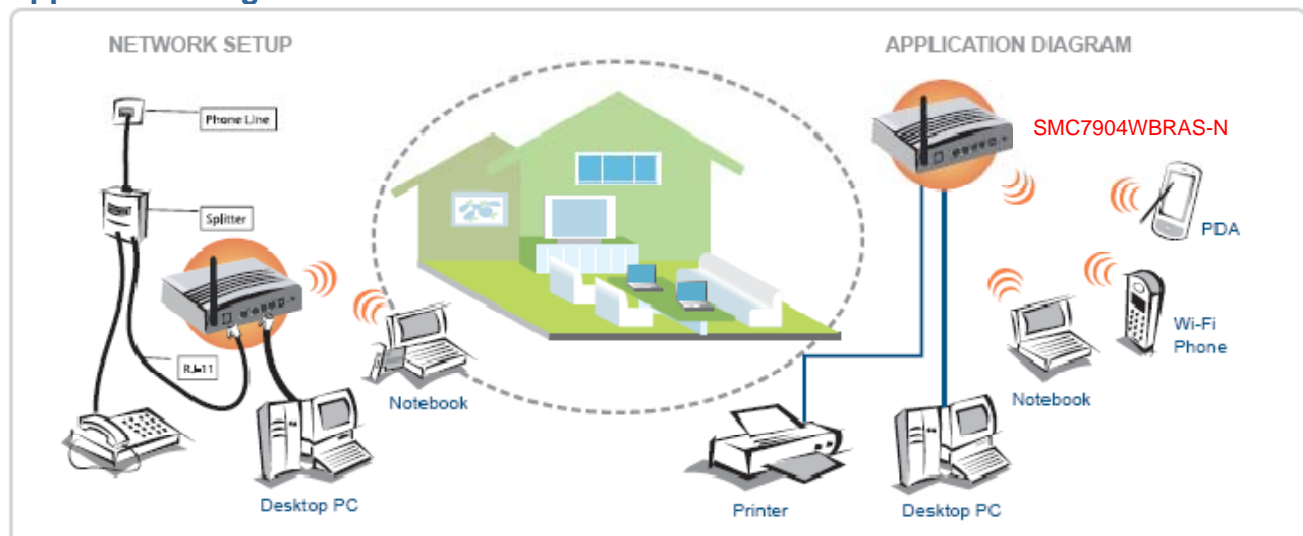 NETWORK SETUP
Phone Line
Splitter
RJ-11
Notebook
Desktop PC
APPLICATION DIAGRAM
SMC7904WBRAS-N
PDA
Wi-Fi
Phone
Notebook
Printer
Desktop PC